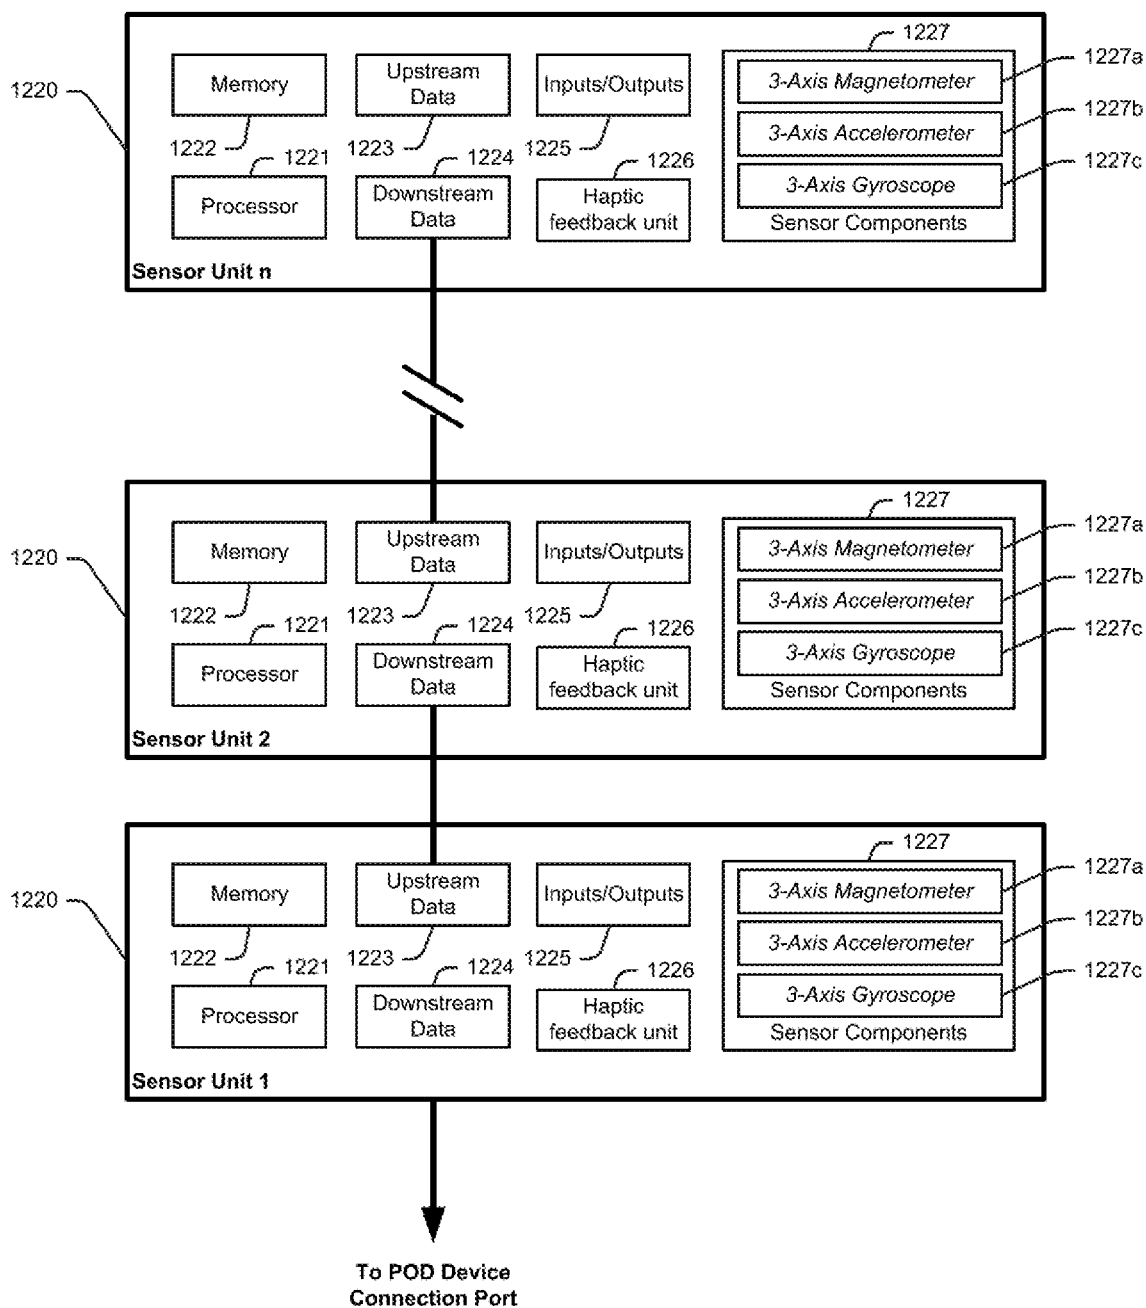 1227
1227a
Memory
Upstream
Data
Inputs/Outputs
3-Axis Magnetometer
1220
1227b
3-Axis Accelerometer
1222
1223
1225
1221
1224
1226
1227c
Processor
Downstream
Data
Haptic
feedback unit
3-Axis Gyroscope
Sensor Components
Sensor Unit n
1227
1227a
Memory
Upstream
Data
Inputs/Outputs
3-Axis Magnetometer
1220
1227b
3-Axis Accelerometer
1222
1223
1225
1221
1224
1226
1227c
Processor
Downstream
Data
Haptic
feedback unit
3-Axis Gyroscope
Sensor Components
Sensor Unit 2
1227
1227a
Memory
Upstream
Data
Inputs/Outputs
3-Axis Magnetometer
1220
1227b
3-Axis Accelerometer
1222
1223
1225
1221
1224
1226
1227c
Processor
Downstream
Data
Haptic
feedback unit
3-Axis Gyroscope
Sensor Components
Sensor Unit 1
To POD Device
Connection Port